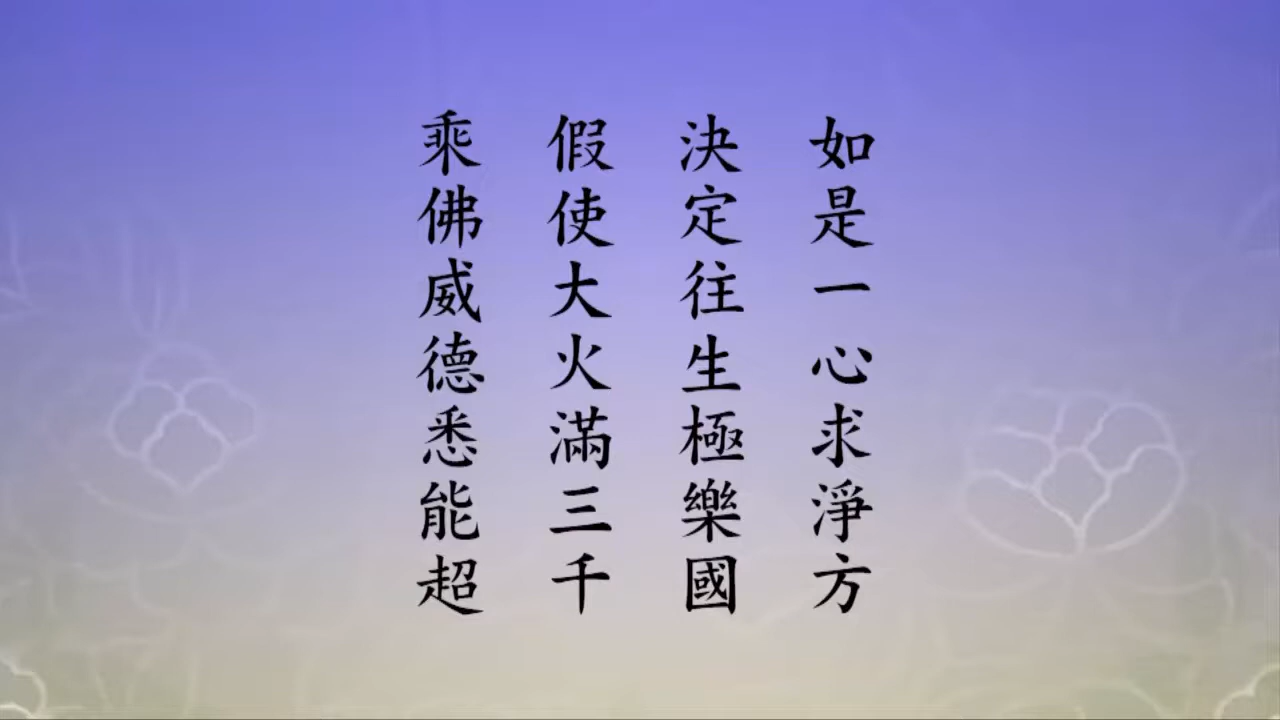 如是一心求淨方
決定往生極樂國
假使大火滿三千
乘佛威德悉能超